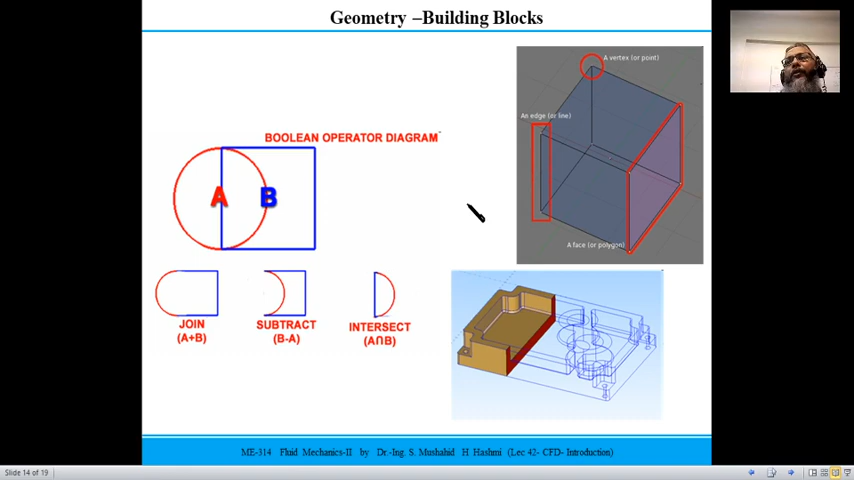 Geometry –Building Blocks
BOOLEAN OPERATOR DIAGRAM
A
B
JOIN
(A+B)
SUBTRACT
(B-A)
INTERSECT
(A∩B)
A vertex (or point)
An edge (or line)
A face (or polygon)
ME-314 Fluid Mechanics-II by Dr.-Ing. S. Mushahid H. Hashmi (Lec 42- CFD- Introduction)
Slide 14 of 19